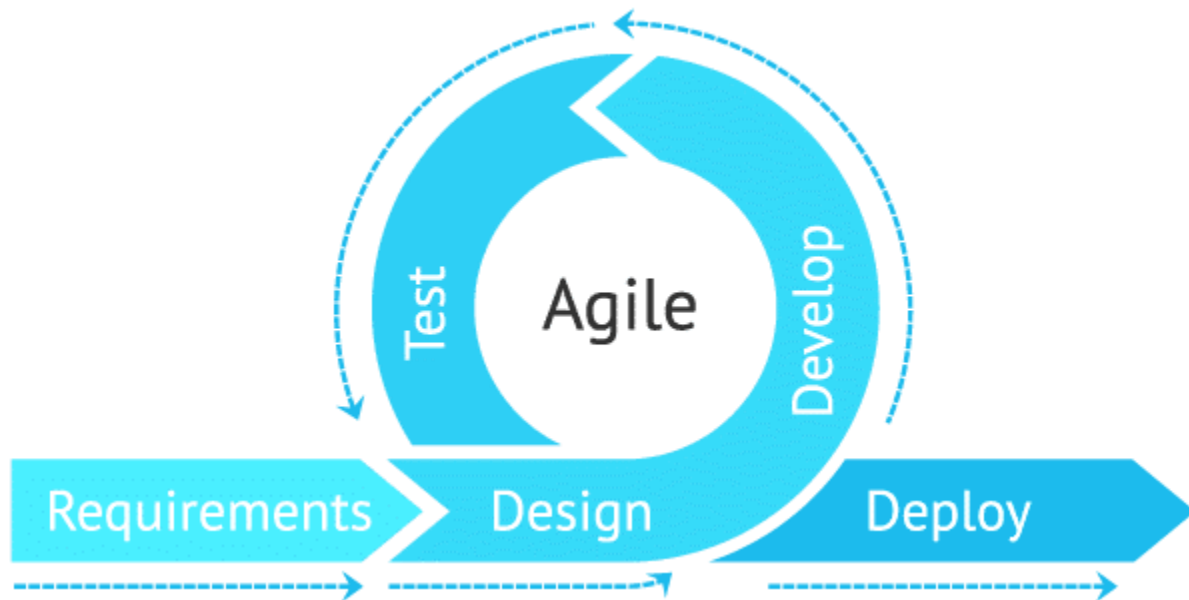 Agile
Test
Develop
Requirements
Design
Deploy